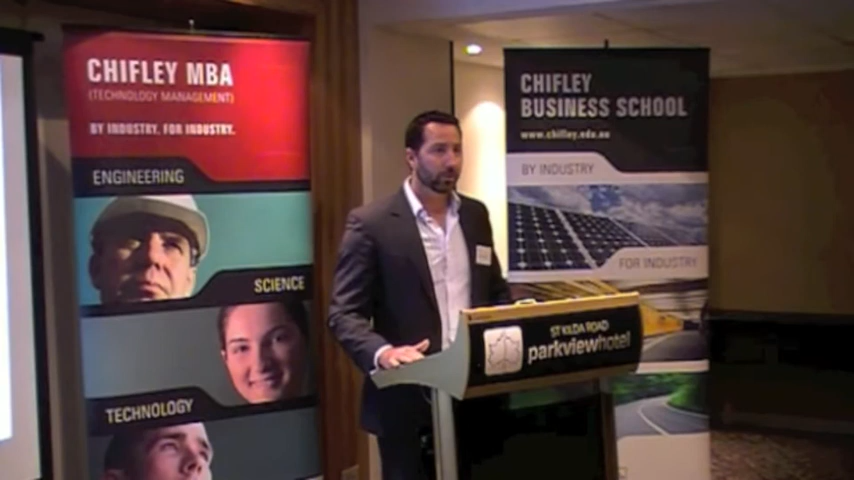 CHIFLEY MBA
(TECHNOLOGY MANAGEMENT)
BY INDUSTRY. FOR INDUSTRY.
ENGINEERING
SCIENCE
TECHNOLOGY
CHIFLEY
BUSINESS SCHOOL
www.chifley.edu.au
BY INDUSTRY
FOR INDUSTRY
ST KILDA ROAD
parkviewhotel